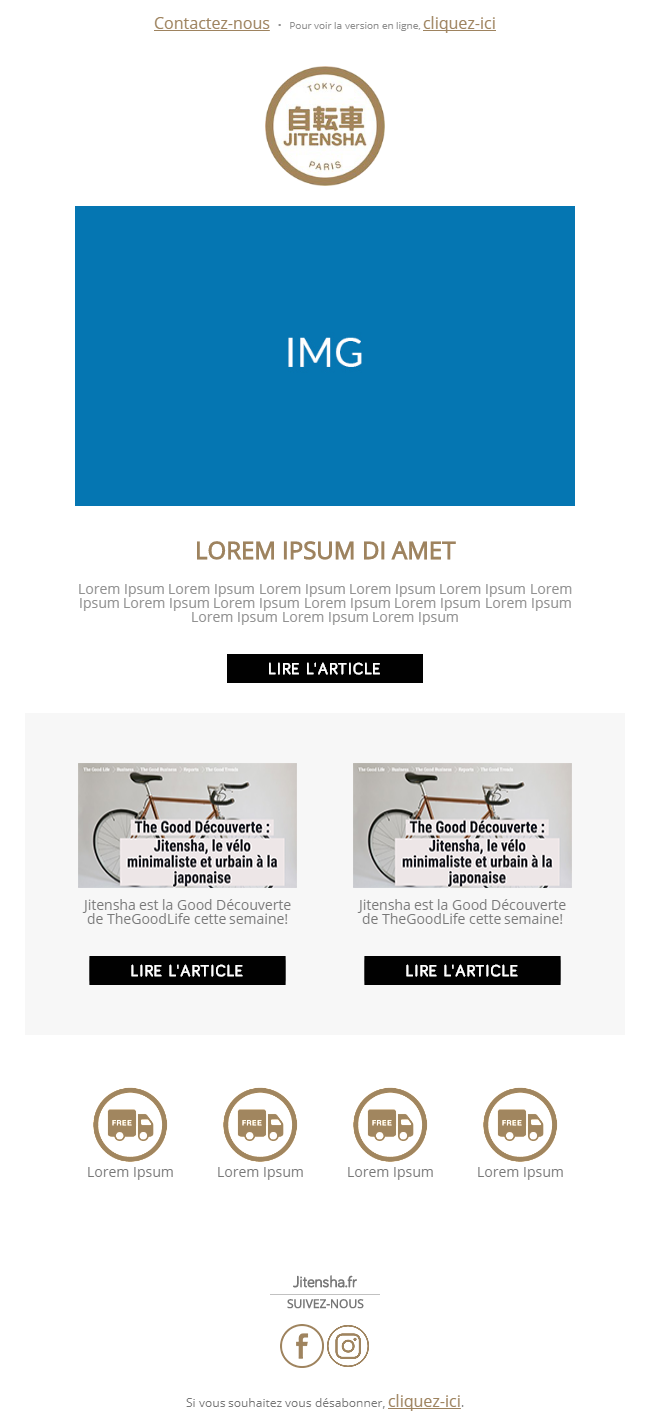 Contactez-nous • Pour voir la version en ligne, cliquez-ici
TOKYO
自転車
JITENSHA
PARIS
IMG
LOREM IPSUM DI AMET
Lorem Ipsum Lorem Ipsum Lorem Ipsum Lorem Ipsum Lorem Ipsum Lorem
Ipsum Lorem Ipsum Lorem Ipsum Lorem Ipsum Lorem Ipsum Lorem Ipsum
Lorem Ipsum Lorem Ipsum Lorem Ipsum
LIRE L'ARTICLE
The Good Life Business The Good Business Reports The Good Trends
The Good Découverte :
Jitensha, le vélo
minimaliste et urbain à la
japonaise
Jitensha est la Good Découverte
de TheGoodLife cette semaine!
LIRE L'ARTICLE
The Good Life Business The Good Business Reports The Good Trends
The Good Découverte :
Jitensha, le vélo
minimaliste et urbain à la
japonaise
Jitensha est la Good Découverte
de TheGoodLife cette semaine!
LIRE L'ARTICLE
FREE FREE FREE FREE
Lorem Ipsum Lorem Ipsum Lorem Ipsum Lorem Ipsum
Jitensha.fr
SUIVEZ-NOUS
Si vous souhaitez vous désabonner, cliquez-ici.